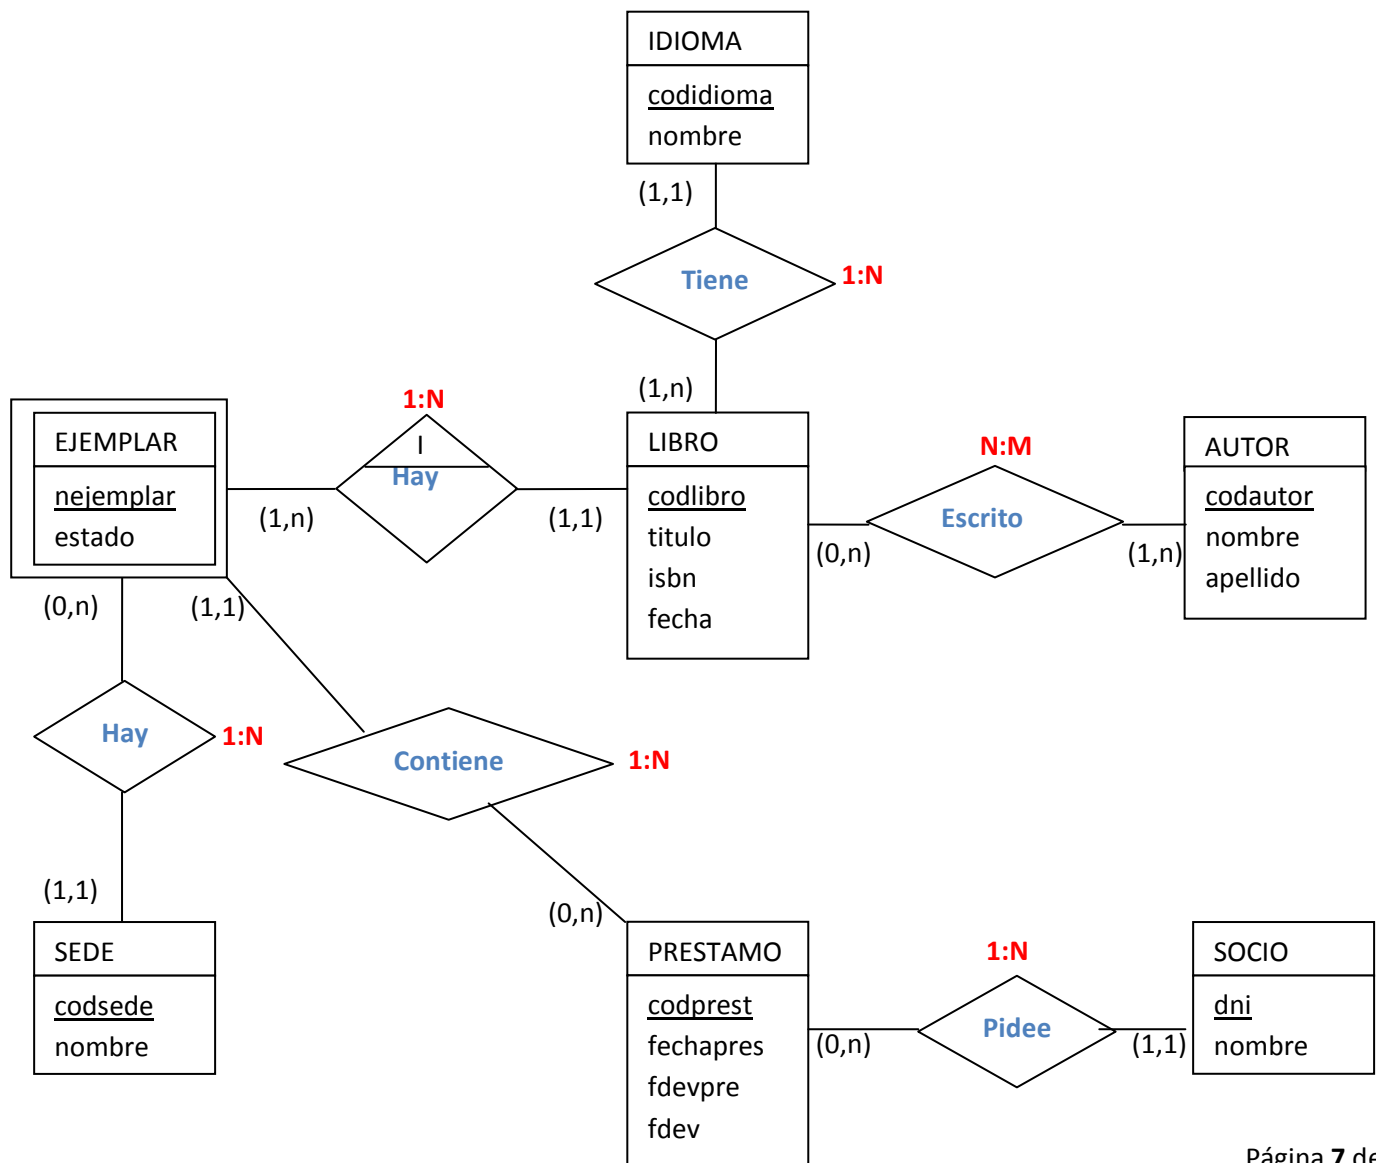 IDIOMA
codidioma
nombre
(1,1)
Tiene
1:N
(1,n)
1:N
EJEMPLAR
nejemplar
estado
I
Hay
(1,n)
(1,1)
LIBRO
codlibro
titulo
isbn
fecha
N:M
Escrito
(0,n)
(1,n)
AUTOR
codautor
nombre
apellido
(0,n)
(1,1)
Hay
1:N
Contiene
1:N
(1,1)
(0,n)
SEDE
codsede
nombre
PRESTAMO
codprest
fechapres
fdevpre
fdev
1:N
Pidee
(0,n)
(1,1)
SOCIO
dni
nombre
Página 7 de